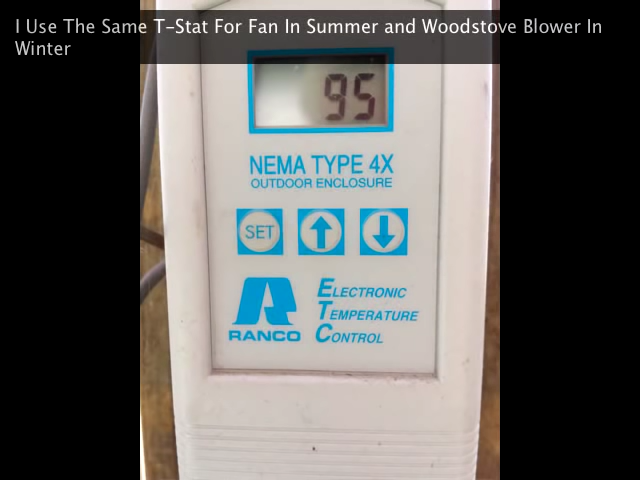 I Use The Same T-Stat For Fan In Summer and Woodstove Blower In
Winter
95
NEMA TYPE 4X
OUTDOOR ENCLOSURE
SET
RANCO
ELECTRONIC
TEMPERATURE
CONTROL